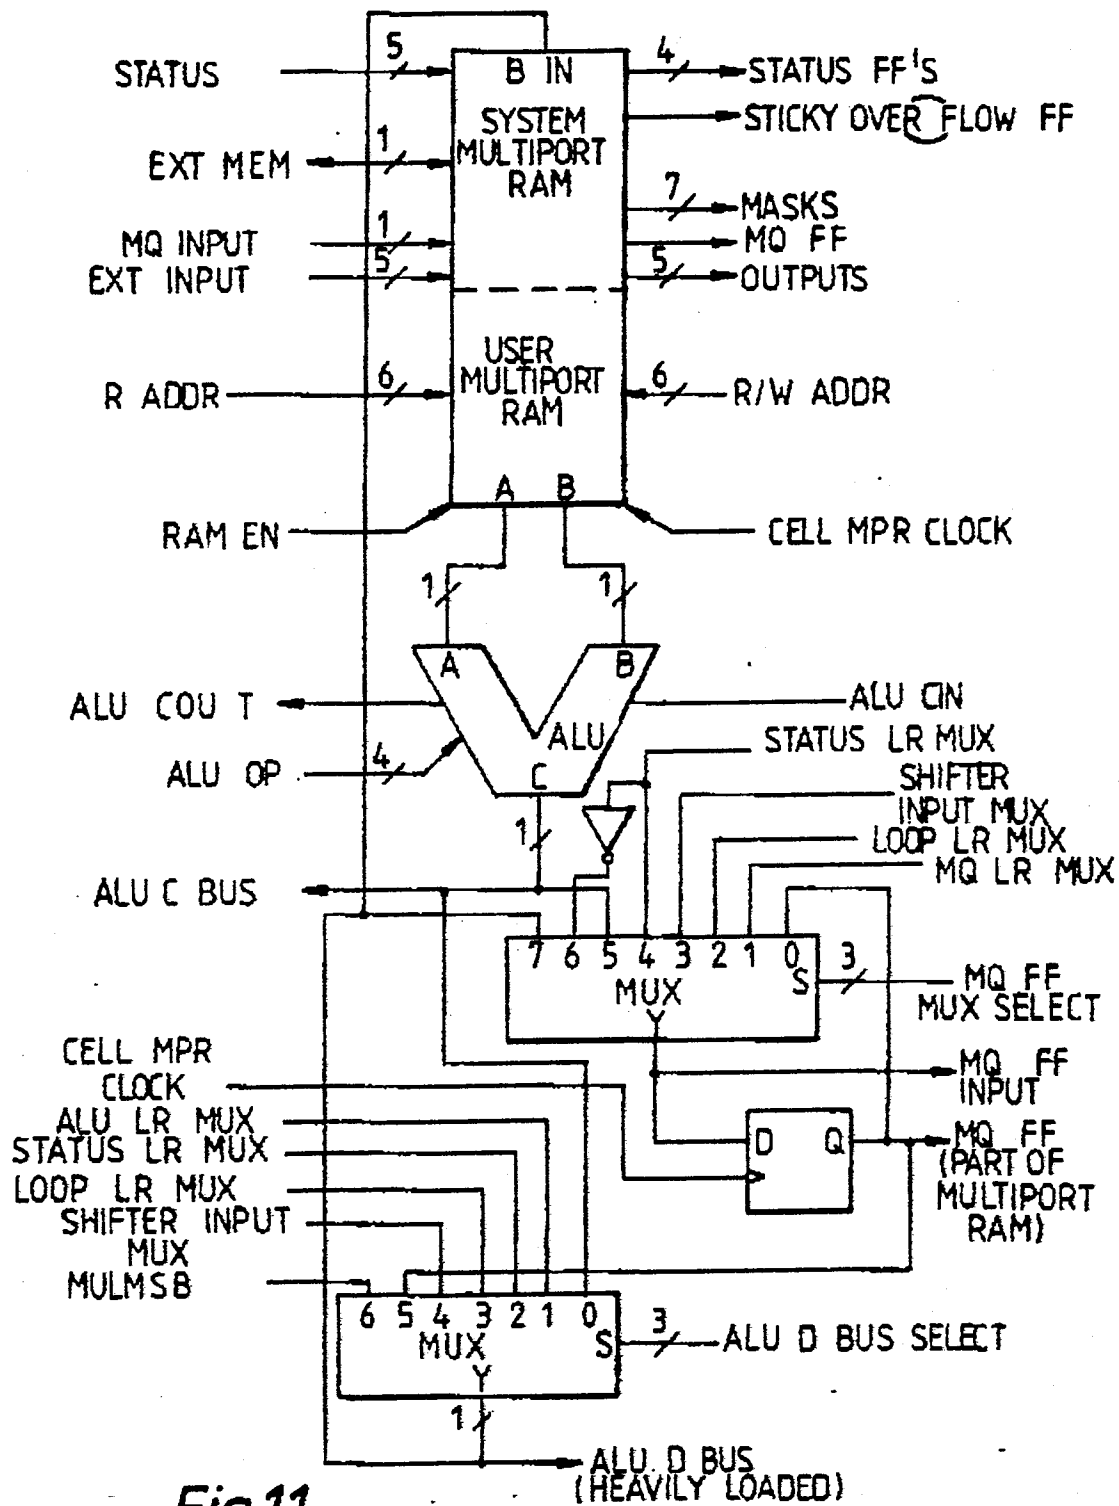 5
4
STATUS
B IN
STATUS FF'S
SYSTEM
MULTIPORT
RAM
STICKY OVER FLOW FF
1
EXT MEM
7
MASKS
1
MQ INPUT
MQ FF
5
EXT INPUT
5
OUTPUTS
USER
MULTIPORT
RAM
6
R ADDR
6
R/W ADDR
A B
RAM EN
CELL MPR CLOCK
1
1
A
B
ALU COU T
ALU CIN
ALU
STATUS LR MUX
4
ALU OP
C
SHIFTER
INPUT MUX
1
LOOP LR MUX
MQ LR MUX
ALU C BUS
7 6 5 4 3 2 1 0
MUX
S
3
MQ FF
MUX SELECT
Y
CELL MPR
CLOCK
MQ FF
INPUT
ALU LR MUX
D Q
MQ FF
(PART OF
MULTIPORT
RAM)
STATUS LR MUX
LOOP LR MUX
SHIFTER INPUT
MUX
MULMSB
6 5 4 3 2 1 0
MUX
S
3
ALU D BUS SELECT
Y
1
ALU. D BUS
(HEAVILY LOADED)
Fig 11